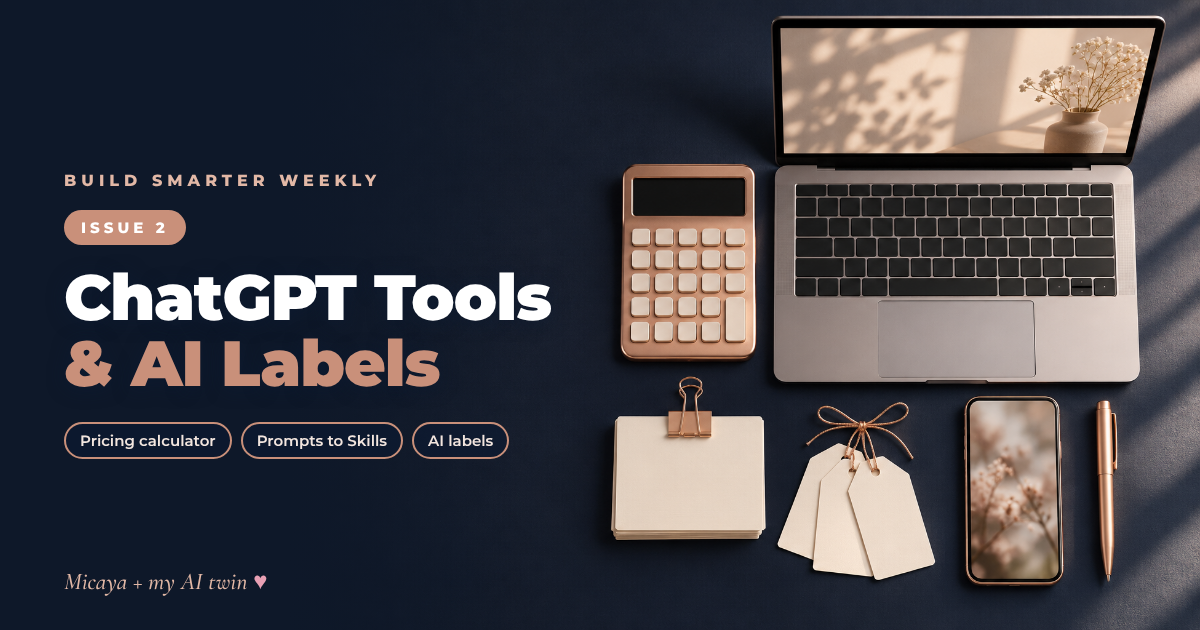 BUILD SMARTER WEEKLY
ISSUE 2
ChatGPT Tools
& AI Labels
Pricing calculator
Prompts to Skills
AI labels
Micaya + my AI twin ♥